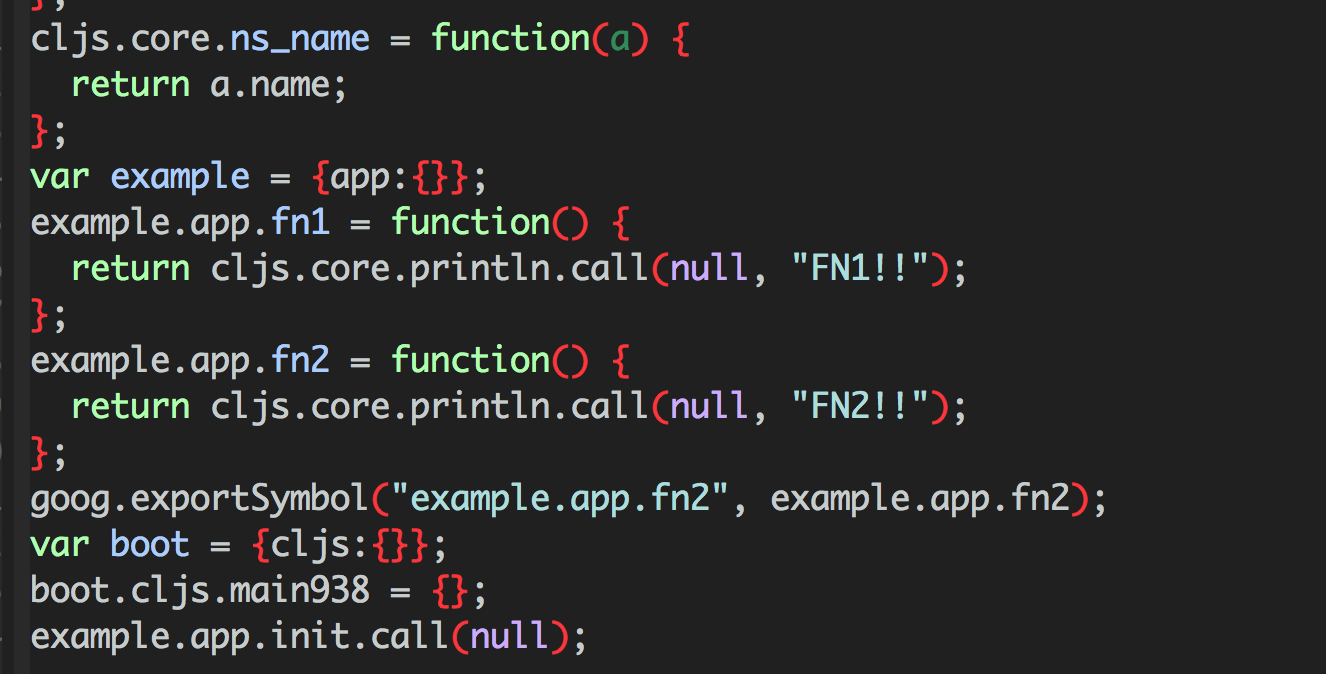 };
cljs.core.ns_name = function(a) {
  return a.name;
};
var example = {app:{}};
example.app.fn1 = function() {
  return cljs.core.println.call(null, "FN1!!");
};
example.app.fn2 = function() {
  return cljs.core.println.call(null, "FN2!!");
};
goog.exportSymbol("example.app.fn2", example.app.fn2);
var boot = {cljs:{}};
boot.cljs.main938 = {};
example.app.init.call(null);